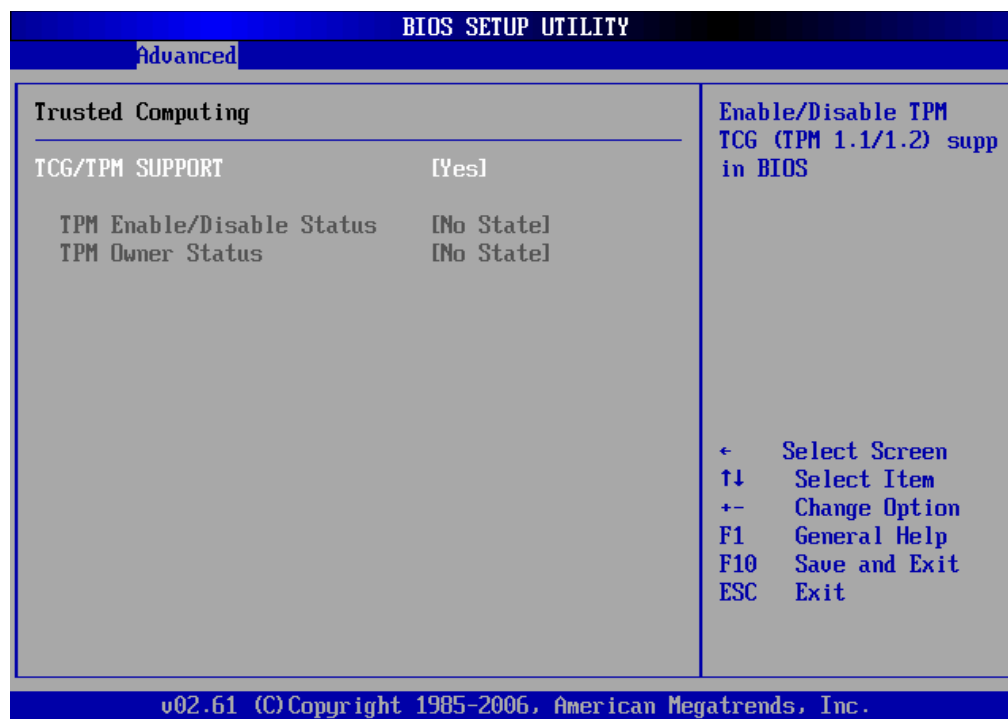 BIOS SETUP UTILITY
Advanced
Trusted Computing
TCG/TPM SUPPORT [Yes]
TPM Enable/Disable Status [No State]
TPM Owner Status [No State]
Enable/Disable TPM
TCG (TPM 1.1/1.2) supp
in BIOS
← Select Screen
↑↓ Select Item
+- Change Option
F1 General Help
F10 Save and Exit
ESC Exit
v02.61 (C)Copyright 1985-2006, American Megatrends, Inc.